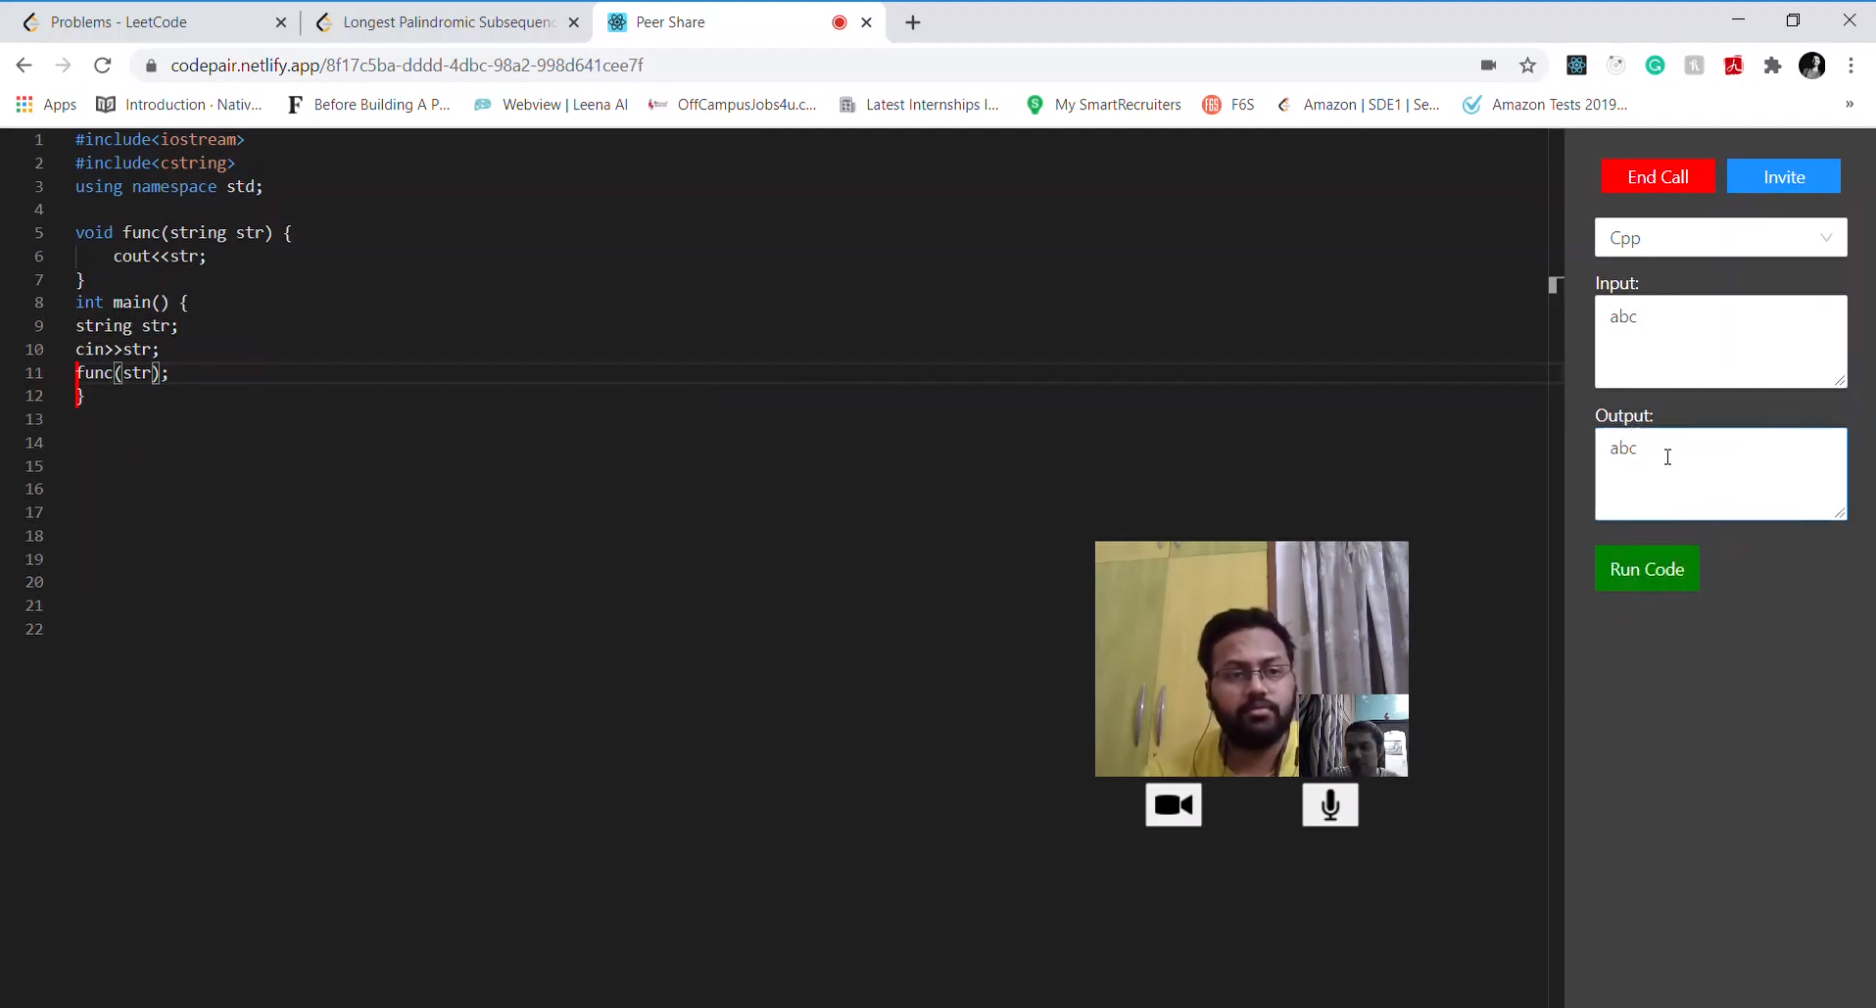 Problems - LeetCode
Longest Palindromic Subsequenc
Peer Share
codepair.netlify.app/8f17c5ba-dddd-4dbc-98a2-998d641cee7f
Apps
Introduction - Nativ...
Before Building A P...
Webview | Leena AI
OffCampusJobs4u.c...
Latest Internships I...
My SmartRecruiters
F6S F6S
Amazon | SDE1 | Se...
Amazon Tests 2019...
»
1 #include<iostream>
2 #include<cstring>
3 using namespace std;
4
5 void func(string str) {
6 cout<<str;
7 }
8 int main() {
9 string str;
10 cin>>str;
11 func(str);
12 }
13
14
15
16
17
18
19
20
21
22
End Call
Invite
Cpp
Input:
abc
Output:
abc
Run Code